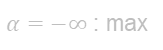 α = −∞ : max